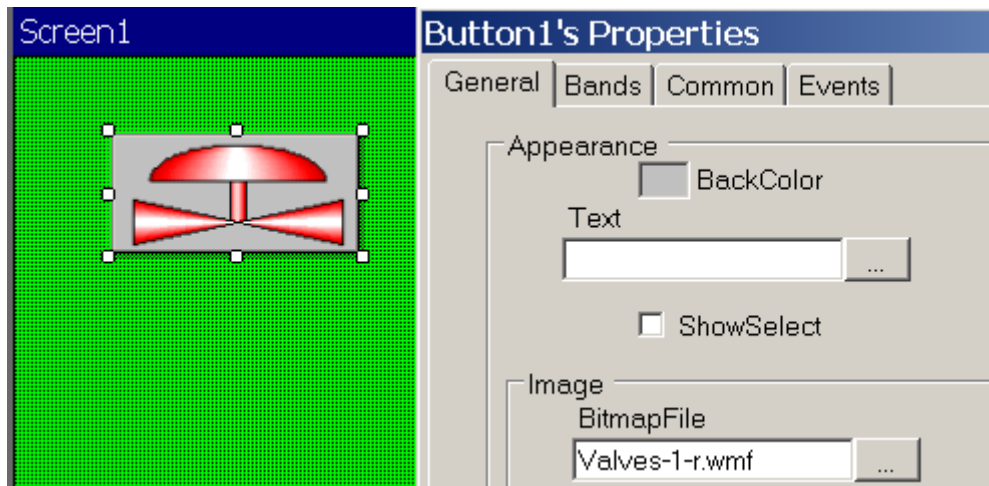 Screen1
Button1's Properties
General Bands Common Events
Appearance
BackColor
Text
...
ShowSelect
Image
BitmapFile
Valves-1-r.wmf ...